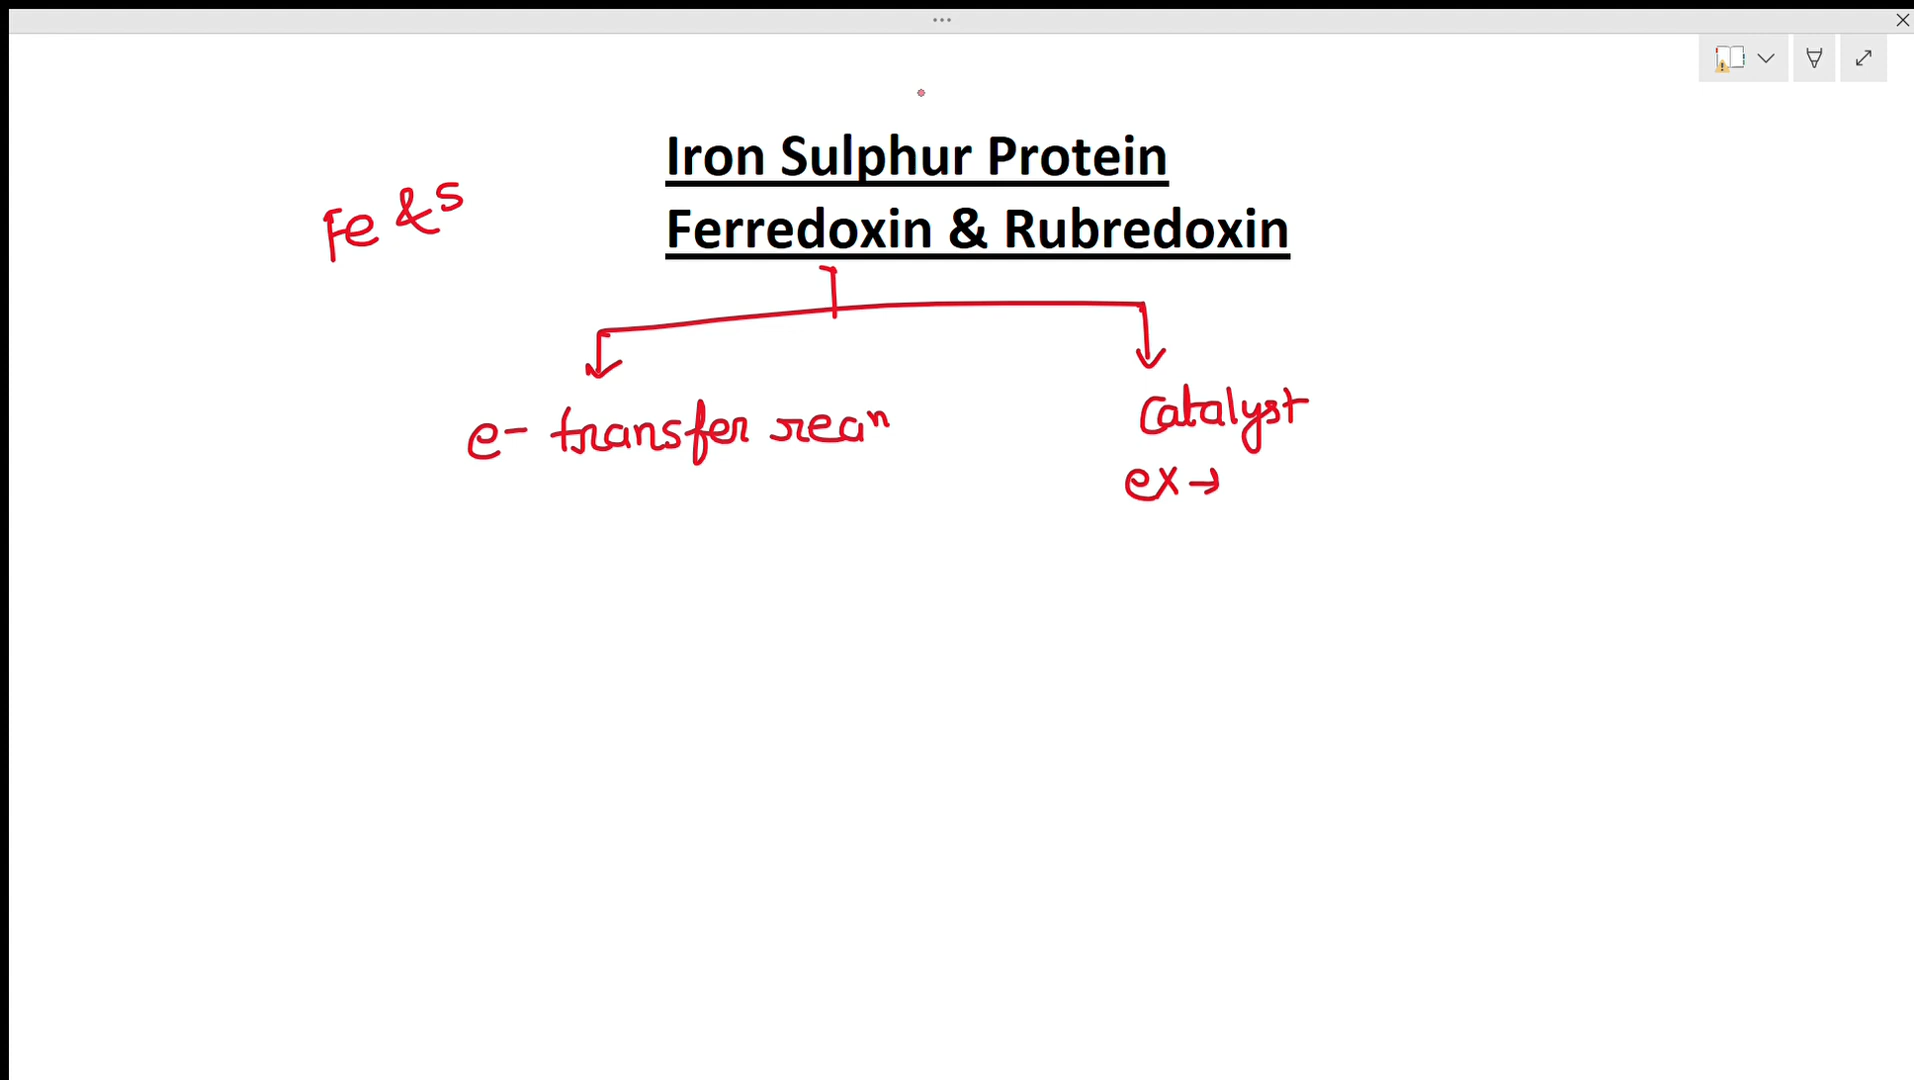 Iron Sulphur Protein
Fe & S
Ferredoxin & Rubredoxin
e- transfer reaⁿ
Catalyst
ex →